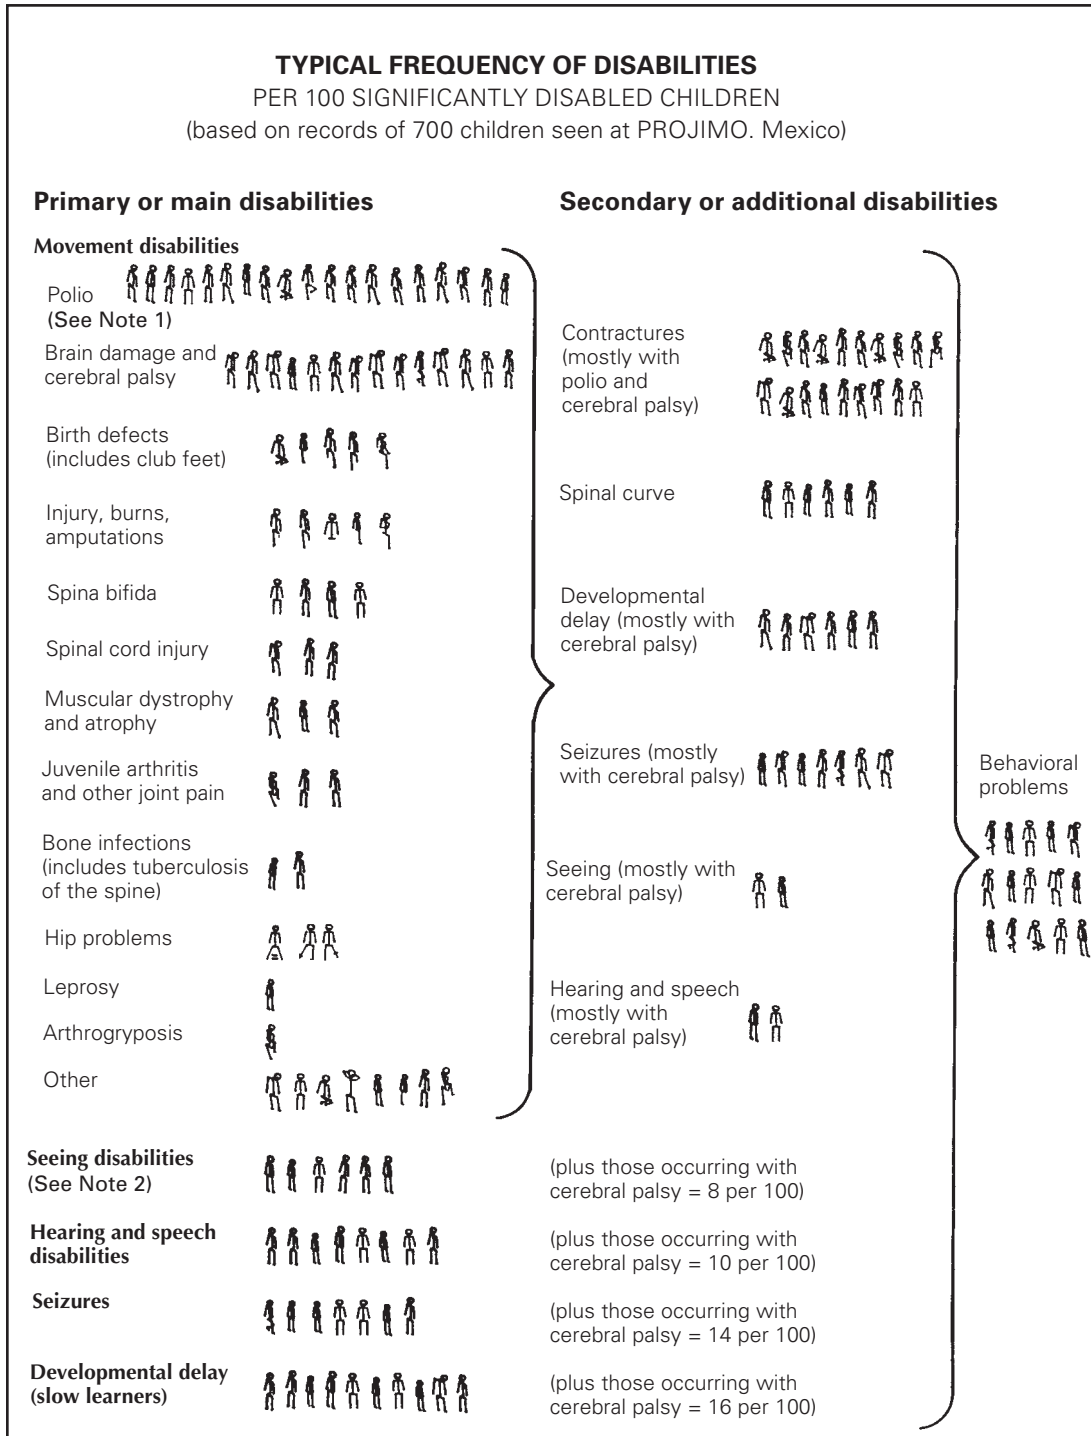 TYPICAL FREQUENCY OF DISABILITIES
PER 100 SIGNIFICANTLY DISABLED CHILDREN
(based on records of 700 children seen at PROJIMO. Mexico)
Primary or main disabilities
Movement disabilities
Polio
(See Note 1)
Brain damage and
cerebral palsy
Birth defects
(includes club feet)
Injury, burns,
amputations
Spina bifida
Spinal cord injury
Muscular dystrophy
and atrophy
Juvenile arthritis
and other joint pain
Bone infections
(includes tuberculosis
of the spine)
Hip problems
Leprosy
Arthrogryposis
Other
Secondary or additional disabilities
Contractures
(mostly with
polio and
cerebral palsy)
Spinal curve
Developmental
delay (mostly with
cerebral palsy)
Seizures (mostly
with cerebral palsy)
Seeing (mostly with
cerebral palsy)
Hearing and speech
(mostly with
cerebral palsy)
Behavioral
problems
Seeing disabilities
(See Note 2)
(plus those occurring with
cerebral palsy = 8 per 100)
Hearing and speech
disabilities
(plus those occurring with
cerebral palsy = 10 per 100)
Seizures
(plus those occurring with
cerebral palsy = 14 per 100)
Developmental delay
(slow learners)
(plus those occurring with
cerebral palsy = 16 per 100)